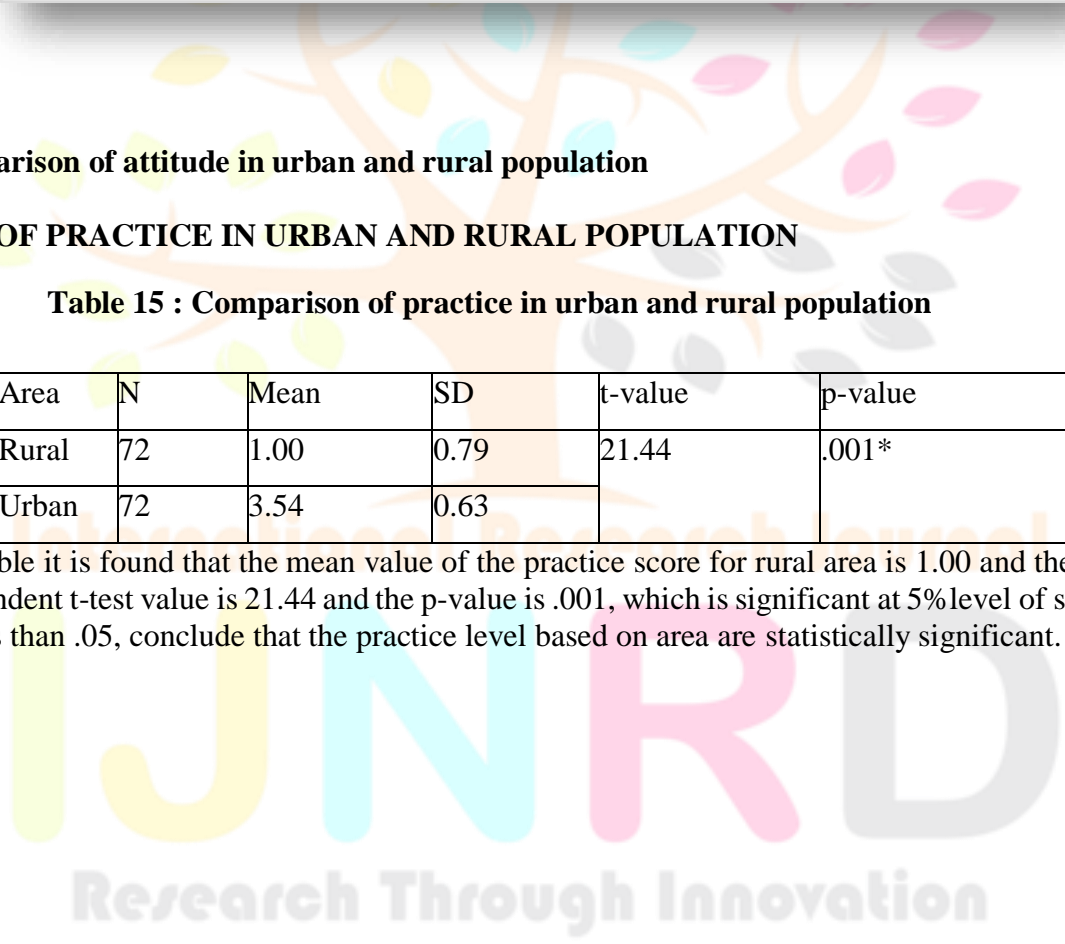 arison of attitude in urban and rural population
OF PRACTICE IN URBAN AND RURAL POPULATION
Table 15 : Comparison of practice in urban and rural population
Area N Mean SD t-value p-value
Rural 72 1.00 0.79 21.44 .001*
Urban 72 3.54 0.63
International Research Journal
ble it is found that the mean value of the practice score for rural area is 1.00 and the
ndent t-test value is 21.44 and the p-value is .001, which is significant at 5%level of s
s than .05, conclude that the practice level based on area are statistically significant.
IJNRD
Research Through Innovation